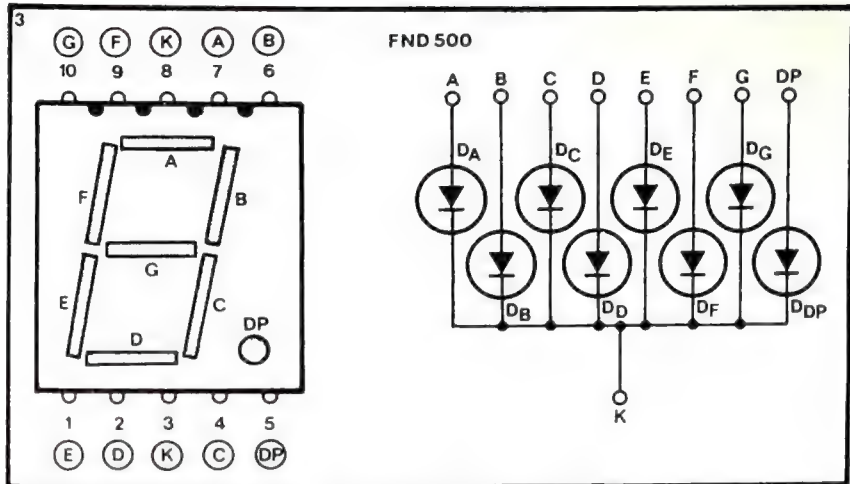 3
G F K A B
10 9 8 7 6
A
F
B
G
E
C
D
DP
1 2 3 4 5
E D K C DP
FND 500
A B C D E F G DP
DA DC DE DG
DB DD DF DDP
K